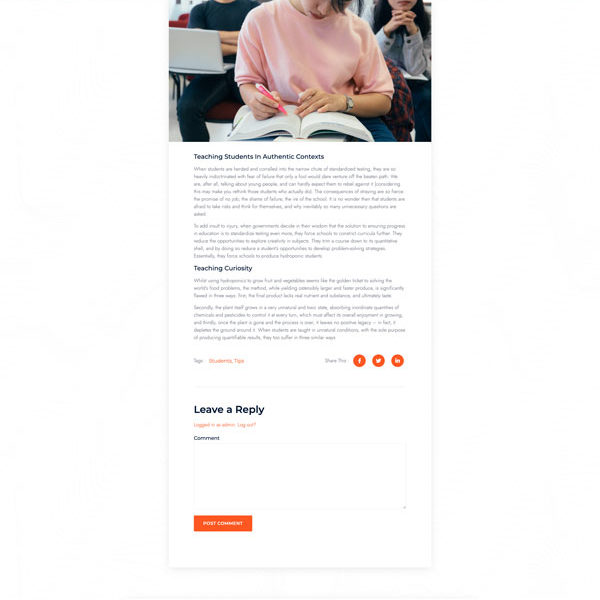 Teaching Students In Authentic Contexts
When students are herded and corralled into the narrow chute of standardized testing, they are so
heavily indoctrinated with fear of failure that only a fool would dare venture off the beaten path. We
are, after all, talking about young people, and can hardly expect them to rebel against it (considering
this may make you rethink those students who actually do). The consequences of straying are so fierce:
the promise of no job; the shame of failure; the ire of the school. It is no wonder then that students are
afraid to take risks and think for themselves, and why inevitably so many unnecessary questions are
asked.
To add insult to injury, when governments decide in their wisdom that the solution to ensuring progress
in education is to standardize testing even more, they force schools to construct curricula further. They
reduce the opportunities to explore creativity in subjects. They trim a course down to its quantitative
shell, and by doing so reduce a student's opportunities to develop problem-solving strategies.
Essentially, they force schools to produce hydroponic students.
Teaching Curiosity
Whilst using hydroponics to grow fruit and vegetables seems like the golden ticket to solving the
world's food problems, the method, while yielding ostensibly larger and faster produce, is significantly
flawed in three ways. First, the final product lacks real nutrient and substance, and ultimately taste.
Secondly, the plant itself grows in a very unnatural and two state, absorbing inordinate quantities of
chemicals and pesticides to control it at every turn, which must affect its overall enjoyment in growing,
and thirdly, once the plant is gone and the process is over, it leaves no positive legacy – in fact, it
depletes the ground around it. When students are taught in unnatural conditions, with the sole purpose
of producing quantifiable results, they too suffer in three similar ways.
Tags: Students, Tips
Share This:
Leave a Reply
Logged in as admin. Log out?
Comment
POST COMMENT